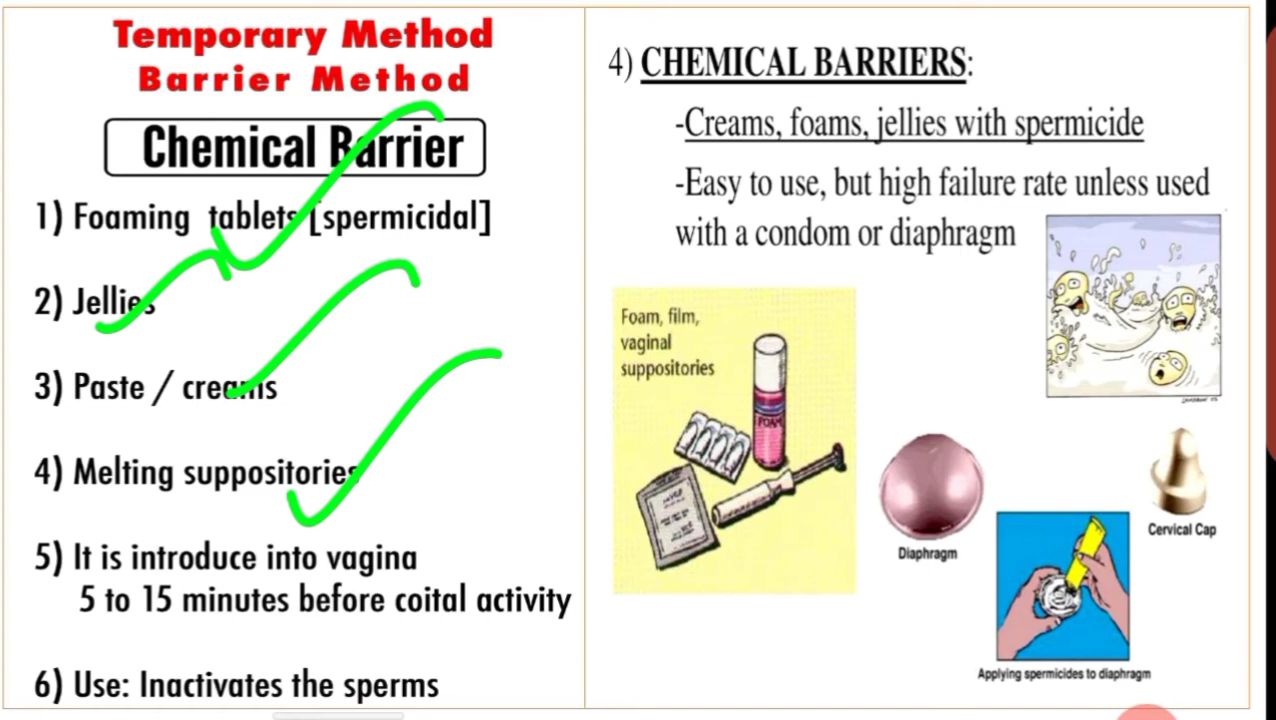 Temporary Method
Barrier Method
Chemical Barrier
1) Foaming tablets [spermicidal]
2) Jellies
3) Paste / creams
4) Melting suppositories
5) It is introduce into vagina
5 to 15 minutes before coital activity
6) Use: Inactivates the sperms
4) CHEMICAL BARRIERS:
-Creams, foams, jellies with spermicide
-Easy to use, but high failure rate unless used
with a condom or diaphragm
Foam, film,
vaginal
suppositories
FOAM
Diaphragm
Cervical Cap
Applying spermicides to diaphragm